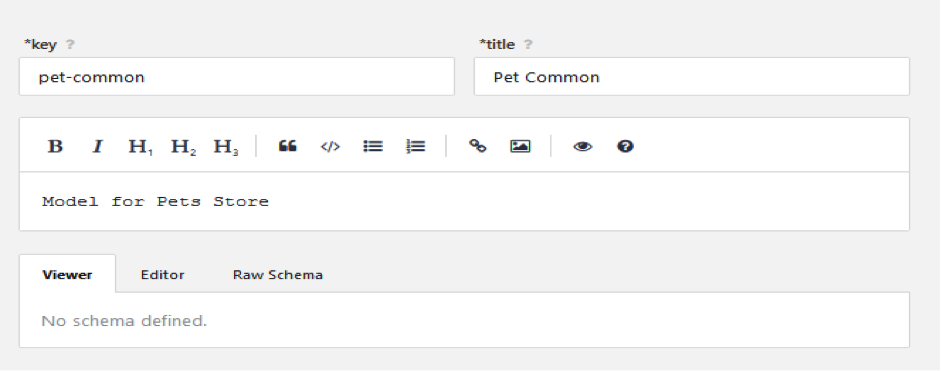 *key ? *title ?
pet-common Pet Common
B I H1 H2 H3 </> ?
Model for Pets Store
Viewer Editor Raw Schema
No schema defined.